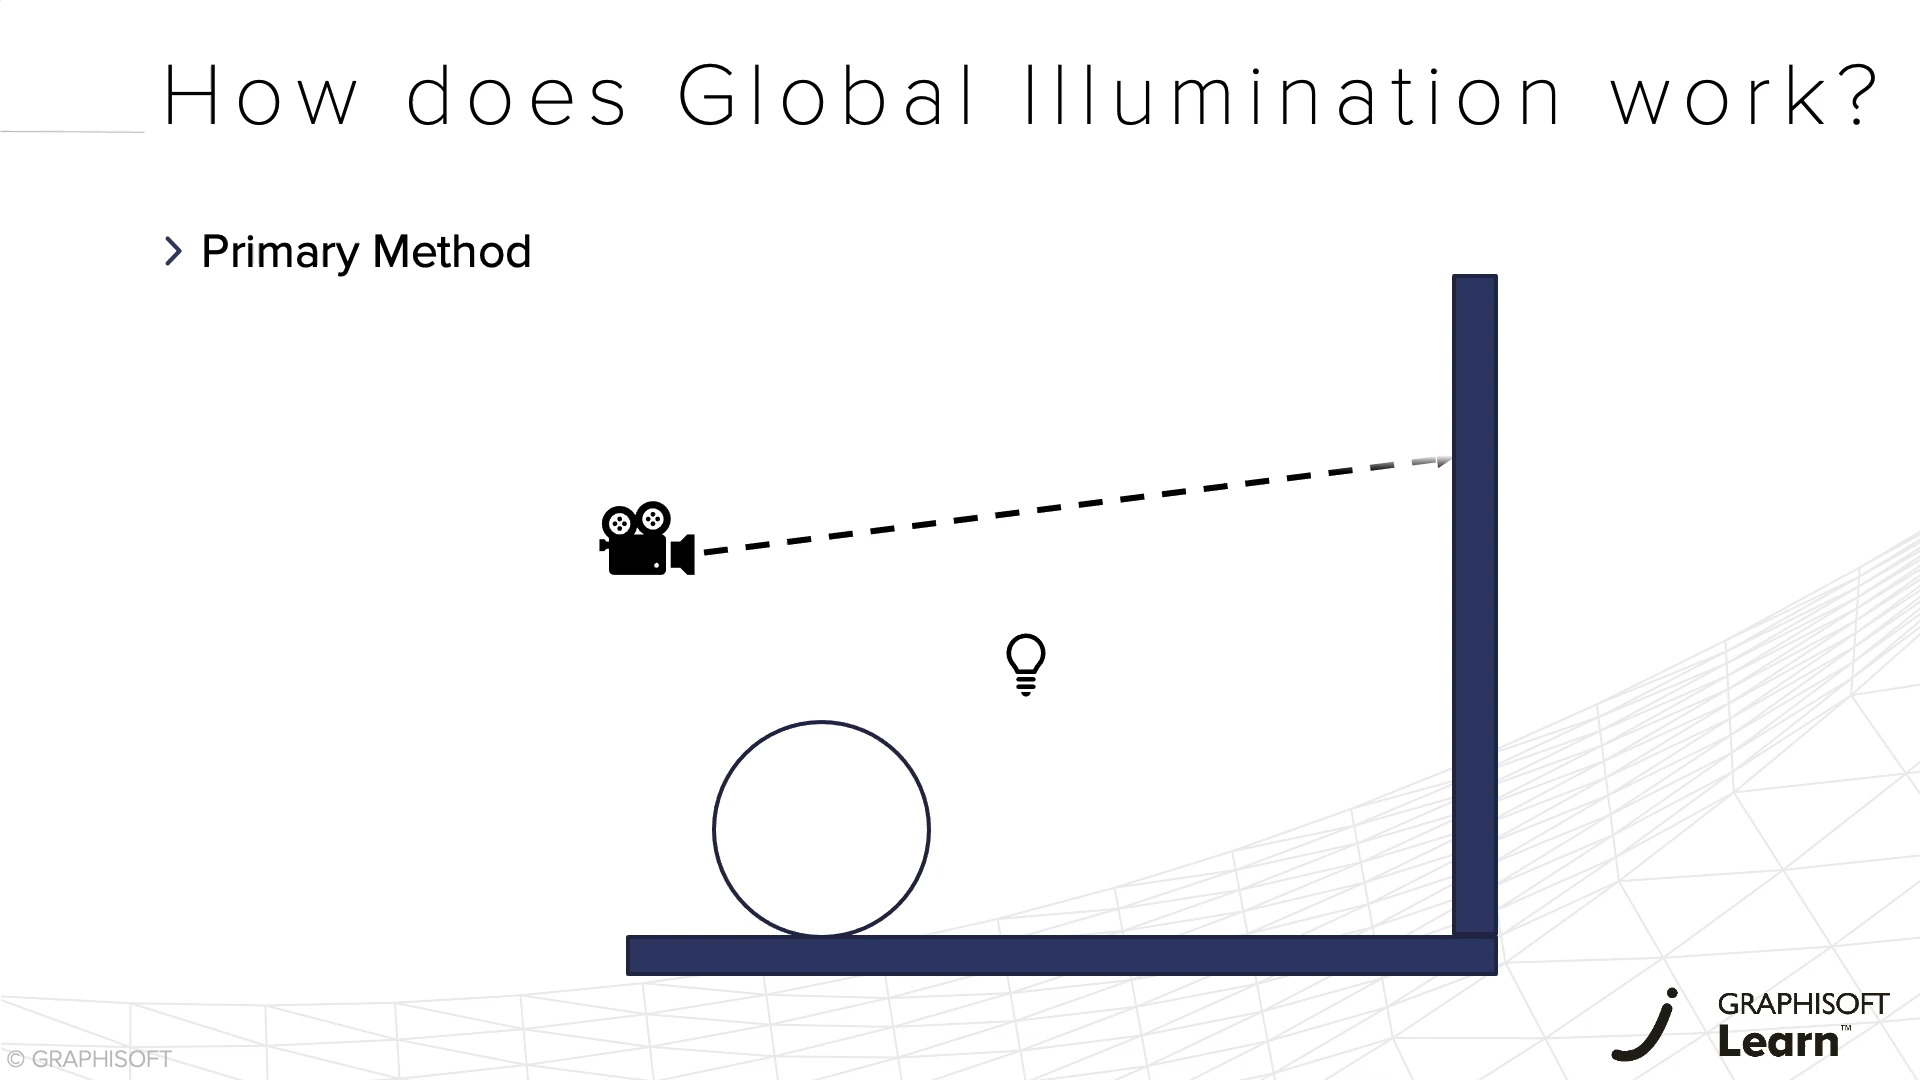 How does Global Illumination work?
Primary Method
GRAPHISOFT
Learn™
© GRAPHISOFT